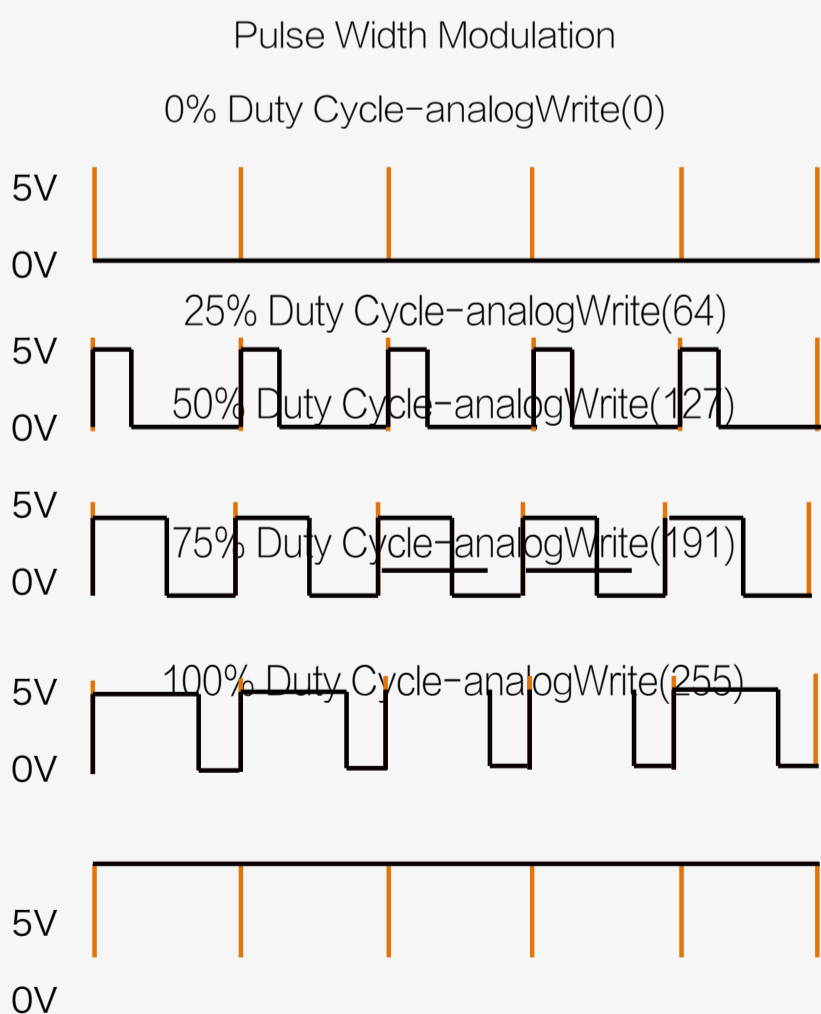 Pulse Width Modulation
0% Duty Cycle-analogWrite(0)
5V
0V
25% Duty Cycle-analogWrite(64)
5V
50% Duty Cycle-analogWrite(127)
0V
5V
75% Duty Cycle-analogWrite(191)
0V
100% Duty Cycle-analogWrite(255)
5V
0V
5V
0V